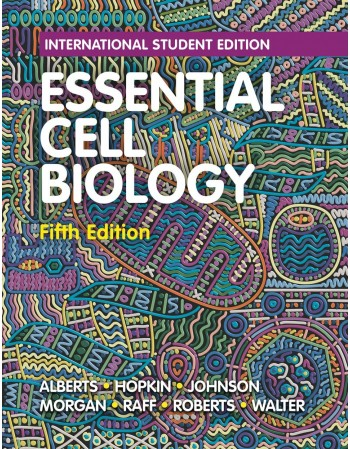 INTERNATIONAL STUDENT EDITION
ESSENTIAL
CELL
BIOLOGY
Fifth Edition
ALBERTS • HOPKIN • JOHNSON
MORGAN • RAFF • ROBERTS • WALTER